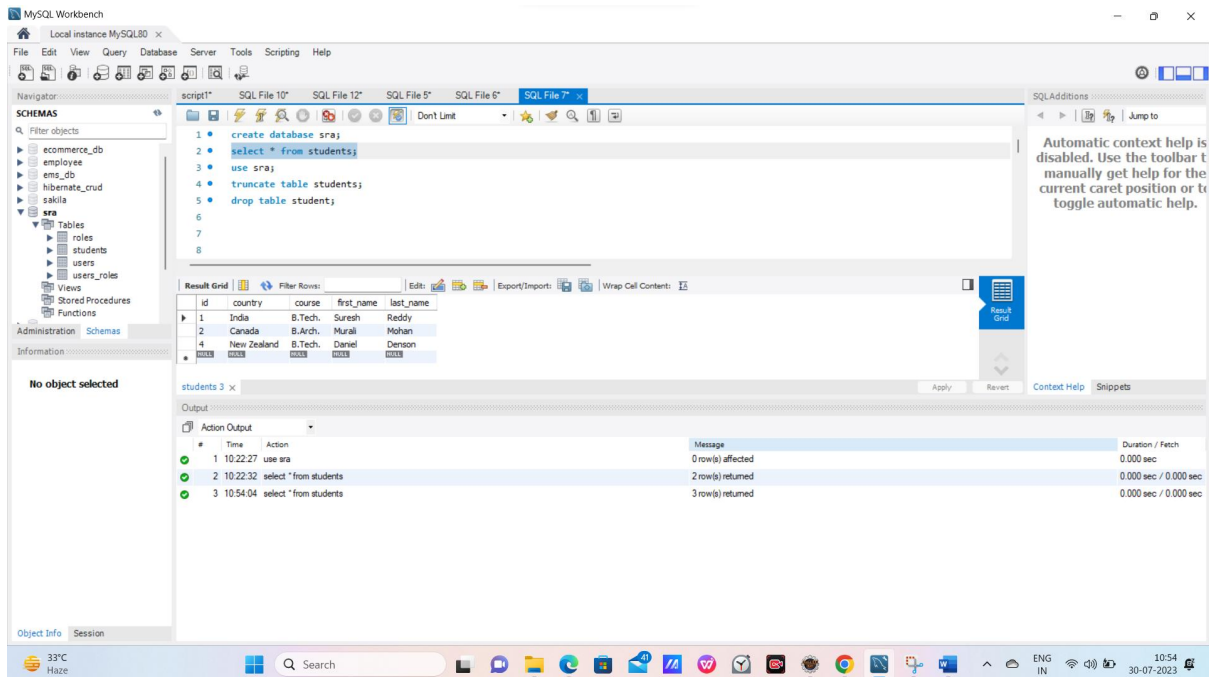 MySQL Workbench
Local instance MySQL80
File Edit View Query Database Server Tools Scripting Help
Navigator
SCHEMAS
Filter objects
ecommerce_db
employee
ems_db
hibernate_crud
sakila
sra
Tables
roles
students
users
users_roles
Views
Stored Procedures
Functions
Administration Schemas
Information
No object selected
Object Info Session
script1* SQL File 10* SQL File 12* SQL File 5* SQL File 6* SQL File 7*
Don't Limit
1 create database sra;
2 select * from students;
3 use sra;
4 truncate table students;
5 drop table student;
6
7
8
Result Grid Filter Rows: Edit: Export/Import: Wrap Cell Content:
id country course first_name last_name
1 India B.Tech. Suresh Reddy
2 Canada B.Arch. Murali Mohan
4 New Zealand B.Tech. Daniel Denson
NULL NULL NULL NULL NULL
Result Grid
students 3 Apply Revert
Output
Action Output
# Time Action Message Duration / Fetch
1 10:22:27 use sra 0 row(s) affected 0.000 sec
2 10:22:32 select * from students 2 row(s) returned 0.000 sec / 0.000 sec
3 10:54:04 select * from students 3 row(s) returned 0.000 sec / 0.000 sec
SQLAdditions
Jump to
Automatic context help is
disabled. Use the toolbar t
manually get help for the
current caret position or to
toggle automatic help.
Context Help Snippets
33°C
Haze
Search
41
ENG
IN
10:54
30-07-2023